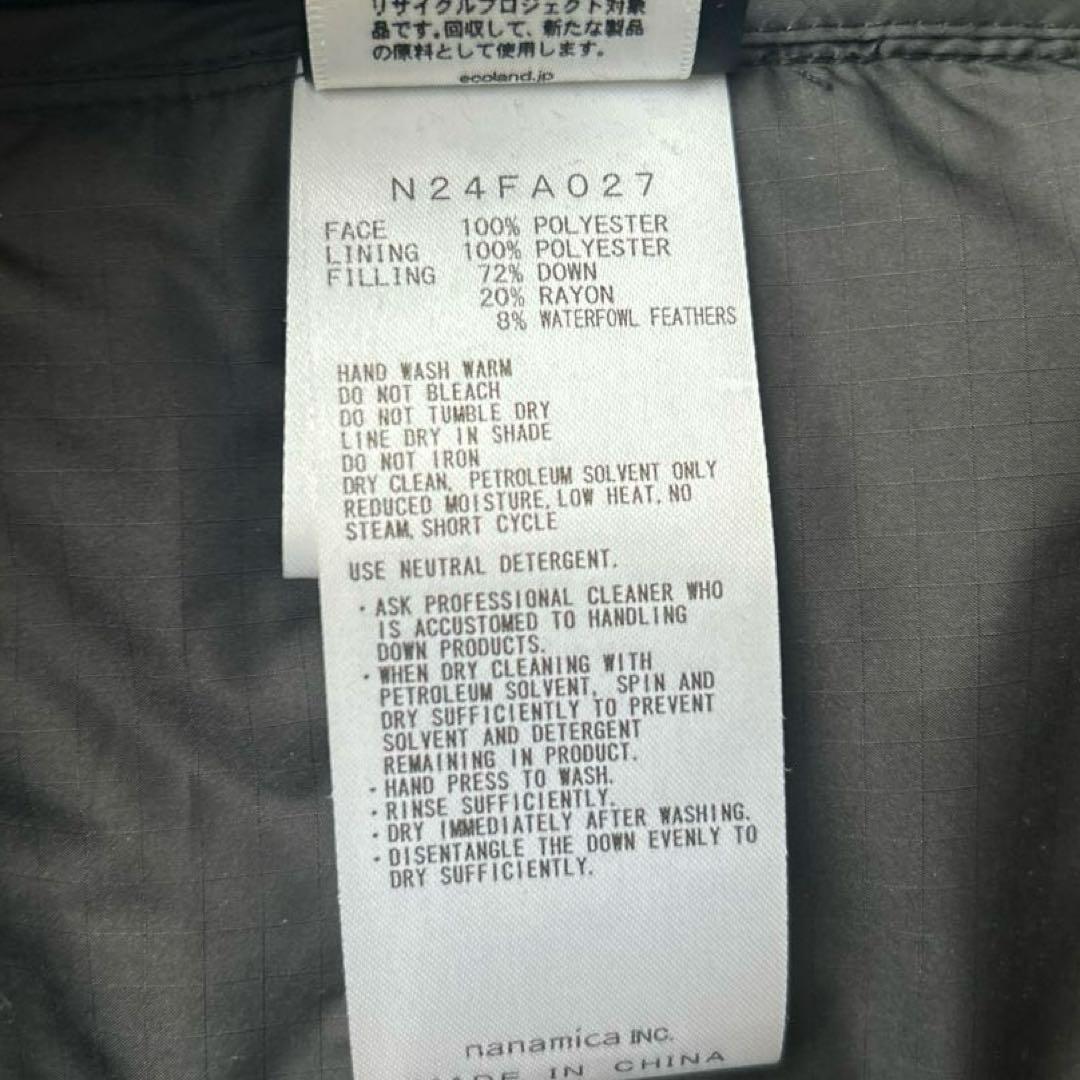 リサイクルプロジェクト対象
品です。回収して、新たな製品
の原料として使用します。
ecoland.jp
N24FA027
FACE 100% POLYESTER
LINING 100% POLYESTER
FILLING 72% DOWN
20% RAYON
8% WATERFOWL FEATHERS
HAND WASH WARM
DO NOT BLEACH
DO NOT TUMBLE DRY
LINE DRY IN SHADE
DO NOT IRON
DRY CLEAN, PETROLEUM SOLVENT ONLY
REDUCED MOISTURE, LOW HEAT, NO
STEAM, SHORT CYCLE
USE NEUTRAL DETERGENT.
・ASK PROFESSIONAL CLEANER WHO
IS ACCUSTOMED TO HANDLING
DOWN PRODUCTS.
・WHEN DRY CLEANING WITH
PETROLEUM SOLVENT, SPIN AND
DRY SUFFICIENTLY TO PREVENT
SOLVENT AND DETERGENT
REMAINING IN PRODUCT.
・HAND PRESS TO WASH.
・RINSE SUFFICIENTLY.
・DRY IMMEDIATELY AFTER WASHING.
・DISENTANGLE THE DOWN EVENLY TO
DRY SUFFICIENTLY.
nanamica INC.
MADE IN CHINA